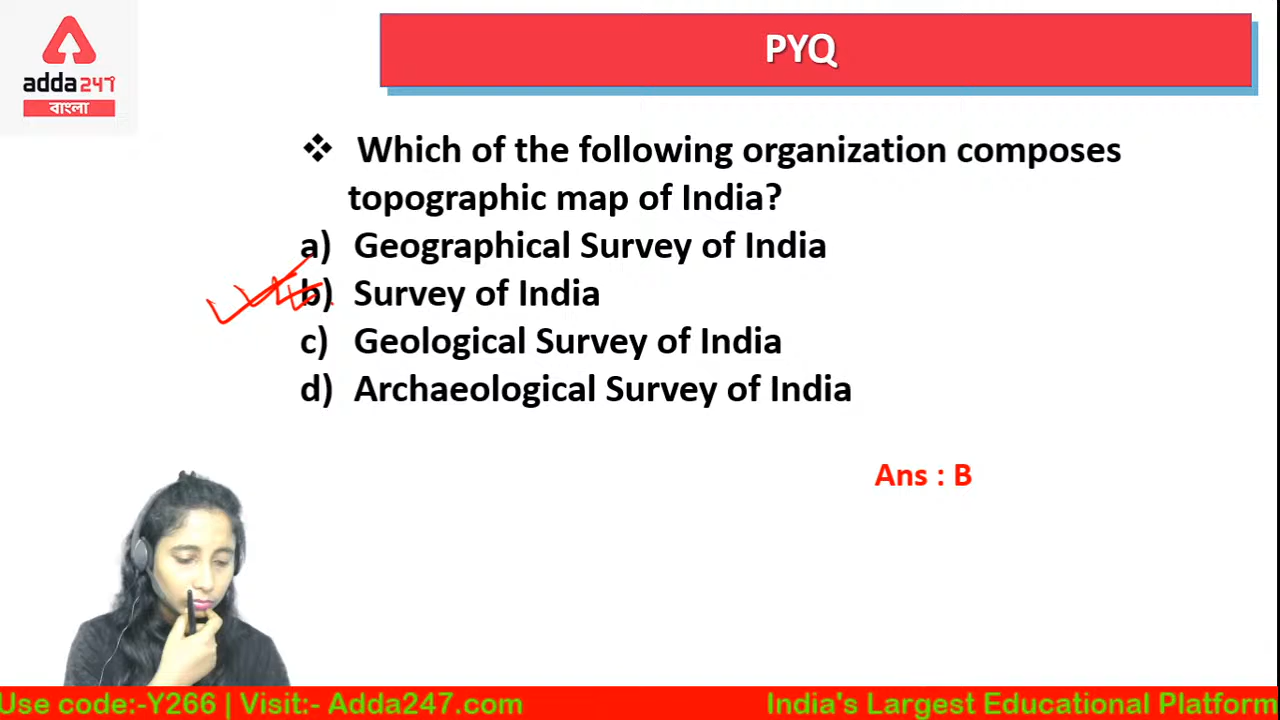 adda247
বাংলা
PYQ
❖ Which of the following organization composes
topographic map of India?
a) Geographical Survey of India
b) Survey of India
c) Geological Survey of India
d) Archaeological Survey of India
Ans : B
Use code:-Y266 | Visit:- Adda247.com
India's Largest Educational Platform